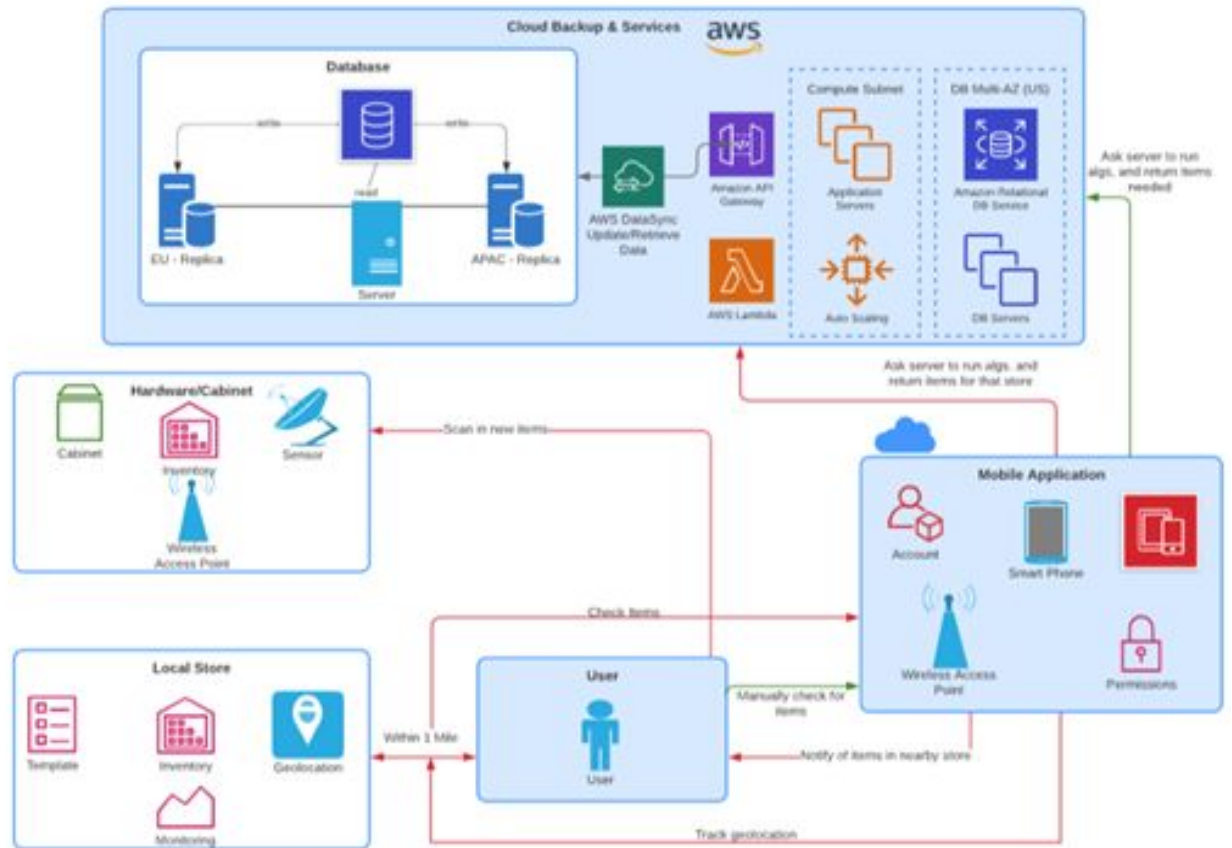 Cloud Backup & Services
aws
Database
write
write
read
EU - Replica
APAC - Replica
Server
AWS DataSync
Update/Retrieve
Data
Amazon API
Gateway
AWS Lambda
Compute Subnet
Application
Servers
Auto Scaling
DB Multi-AZ (US)
Amazon Relational
DB Service
DB Servers
Ask server to run
algs. and return items
needed
Ask server to run algs. and
return items for that store
Hardware/Cabinet
Cabinet
Inventory
Sensor
Wireless
Access Point
Scan in new items
Mobile Application
Account
Smart Phone
Wireless Access
Point
Permissions
Check Items
Local Store
Template
Inventory
Geolocation
Monitoring
Within 1 Mile
User
User
Manually check for
items
Notify of items in nearby store
Track geolocation